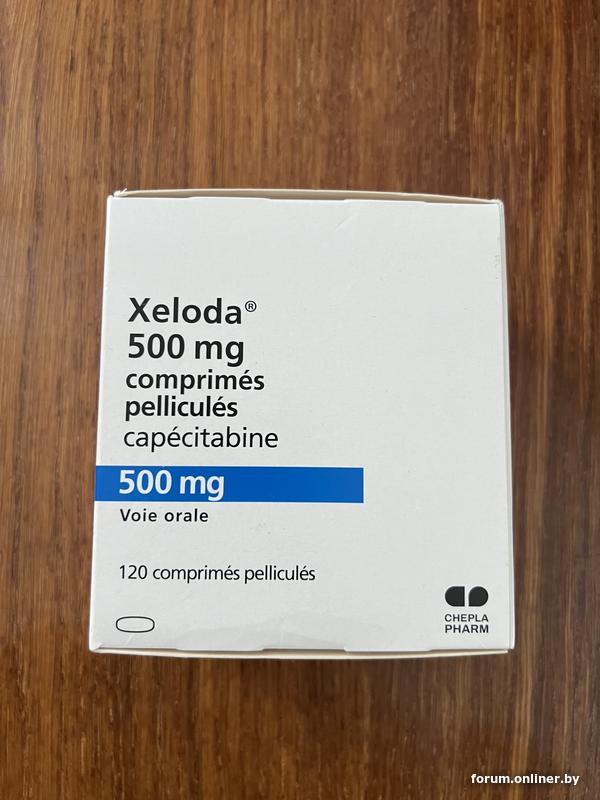 Xeloda®
500 mg
comprimés
pelliculés
capécitabine
500 mg
Voie orale
120 comprimés pelliculés
CHEPLA
PHARM
forum.onliner.by